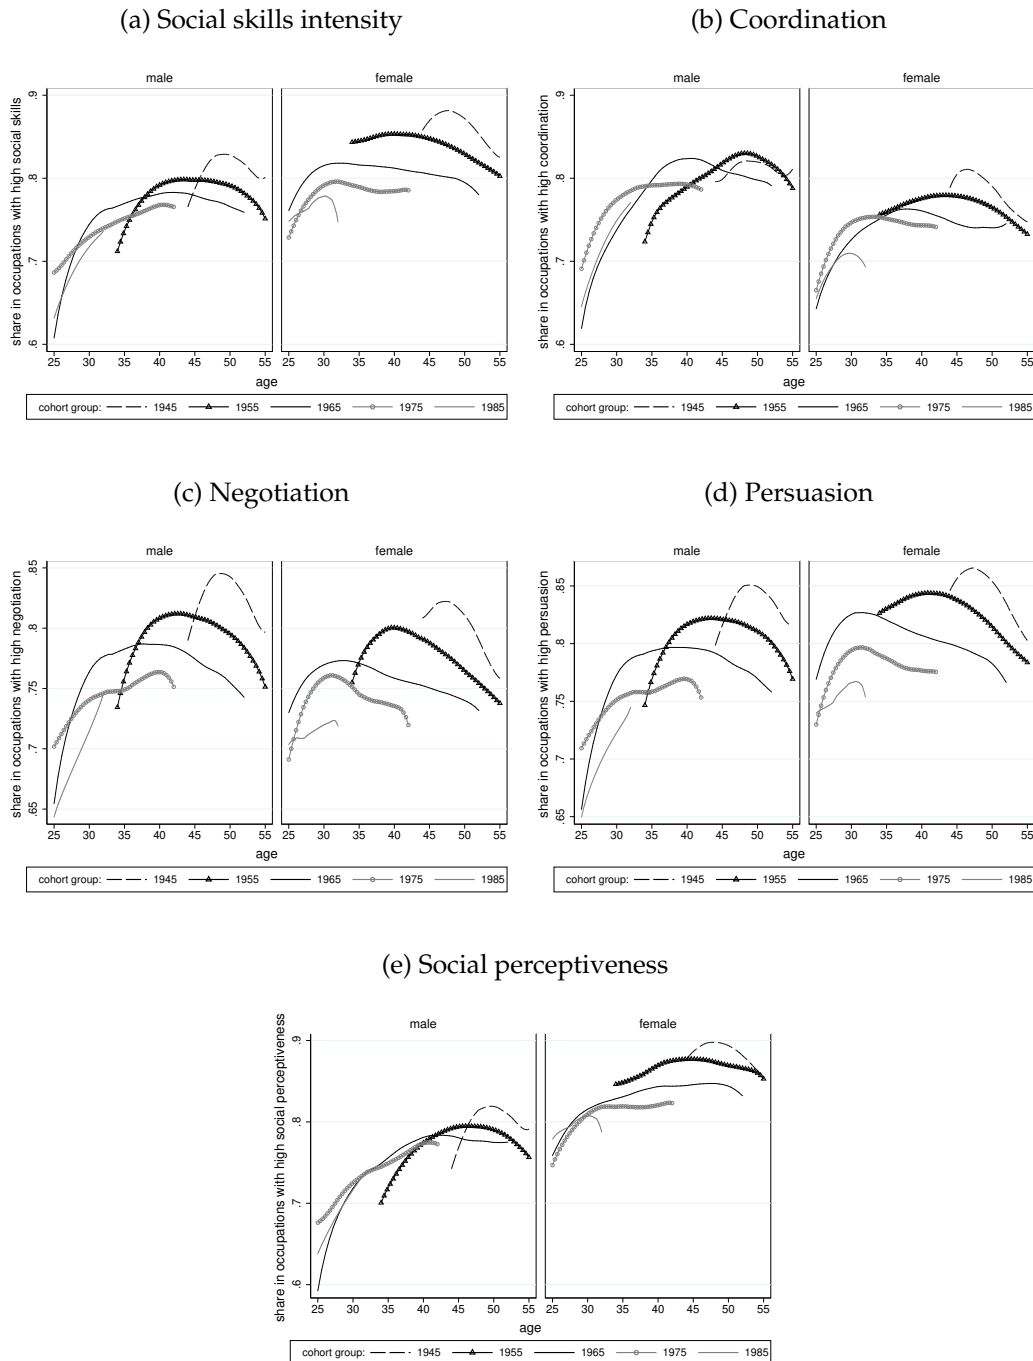 (a) Social skills intensity
(b) Coordination
male
female
share in occupations with high social skills
.9
.8
.7
.6
25 30 35 40 45 50 55
25 30 35 40 45 50 55
age
cohort group: 1945 1955 1965 1975 1985
male
female
share in occupations with high coordination
.9
.8
.7
.6
25 30 35 40 45 50 55
25 30 35 40 45 50 55
age
cohort group: 1945 1955 1965 1975 1985
(c) Negotiation
(d) Persuasion
male
female
share in occupations with high negotiation
.85
.8
.75
.7
.65
25 30 35 40 45 50 55
25 30 35 40 45 50 55
age
cohort group: 1945 1955 1965 1975 1985
male
female
share in occupations with high persuasion
.85
.8
.75
.7
.65
25 30 35 40 45 50 55
25 30 35 40 45 50 55
age
cohort group: 1945 1955 1965 1975 1985
(e) Social perceptiveness
male
female
share in occupations with high social perceptiveness
.9
.8
.7
.6
25 30 35 40 45 50 55
25 30 35 40 45 50 55
age
cohort group: 1945 1955 1965 1975 1985